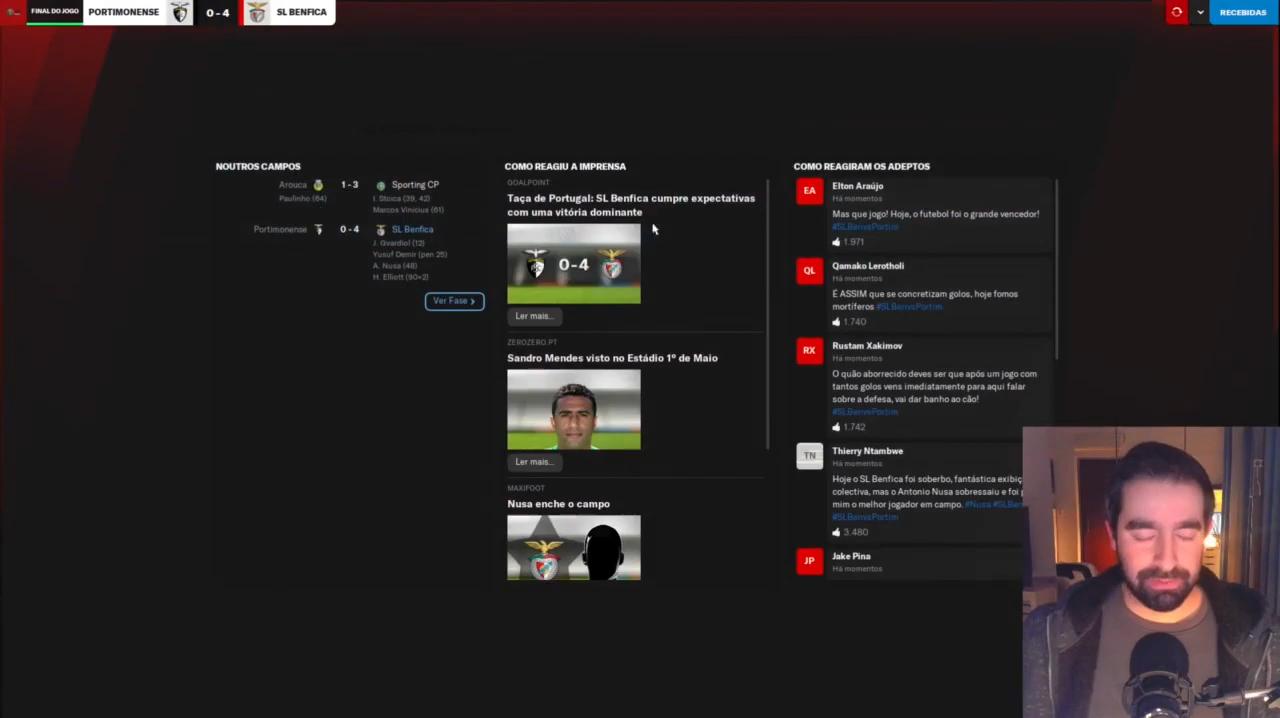 FINAL DO JOGO
PORTIMONENSE
0 - 4
SL BENFICA
RECEBIDAS
NOUTROS CAMPOS
Arouca 1-3 Sporting CP
Paulinho (64)
I. Stoica (39, 42)
Marcos Vinicius (61)
Portimonense 0-4 SL Benfica
J. Gvardiol (12)
Yusuf Demir (pen 25)
A. Nusa (48)
H. Elliott (90+2)
Ver Fase
COMO REAGIU A IMPRENSA
GOALPOINT
Taça de Portugal: SL Benfica cumpre expectativas
com uma vitória dominante
0-4
Ler mais...
ZEROZERO.PT
Sandro Mendes visto no Estádio 1º de Maio
Ler mais...
MAXIFOOT
Nusa enche o campo
COMO REAGIRAM OS ADEPTOS
EA
Elton Araújo
Há momentos
Mas que jogo! Hoje, o futebol foi o grande vencedor!
#SLBenvsPortim
1.971
QL
Qamako Lerotholi
Há momentos
É ASSIM que se concretizam golos, hoje fomos
mortíferos #SLBenvsPortim
1.740
RX
Rustam Xakimov
Há momentos
O quão aborrecido deves ser que após um jogo com
tantos golos vens imediatamente para aqui falar
sobre a defesa, vai dar banho ao cão!
#SLBenvsPortim
1.742
TN
Thierry Ntambwe
Há momentos
Hoje o SL Benfica foi soberbo, fantástica exibiç
colectiva, mas o Antonio Nusa sobressaiu e foi p
mim o melhor jogador em campo. #Nusa #SLBen
#SLBenvsPortim
3.480
JP
Jake Pina
Há momentos